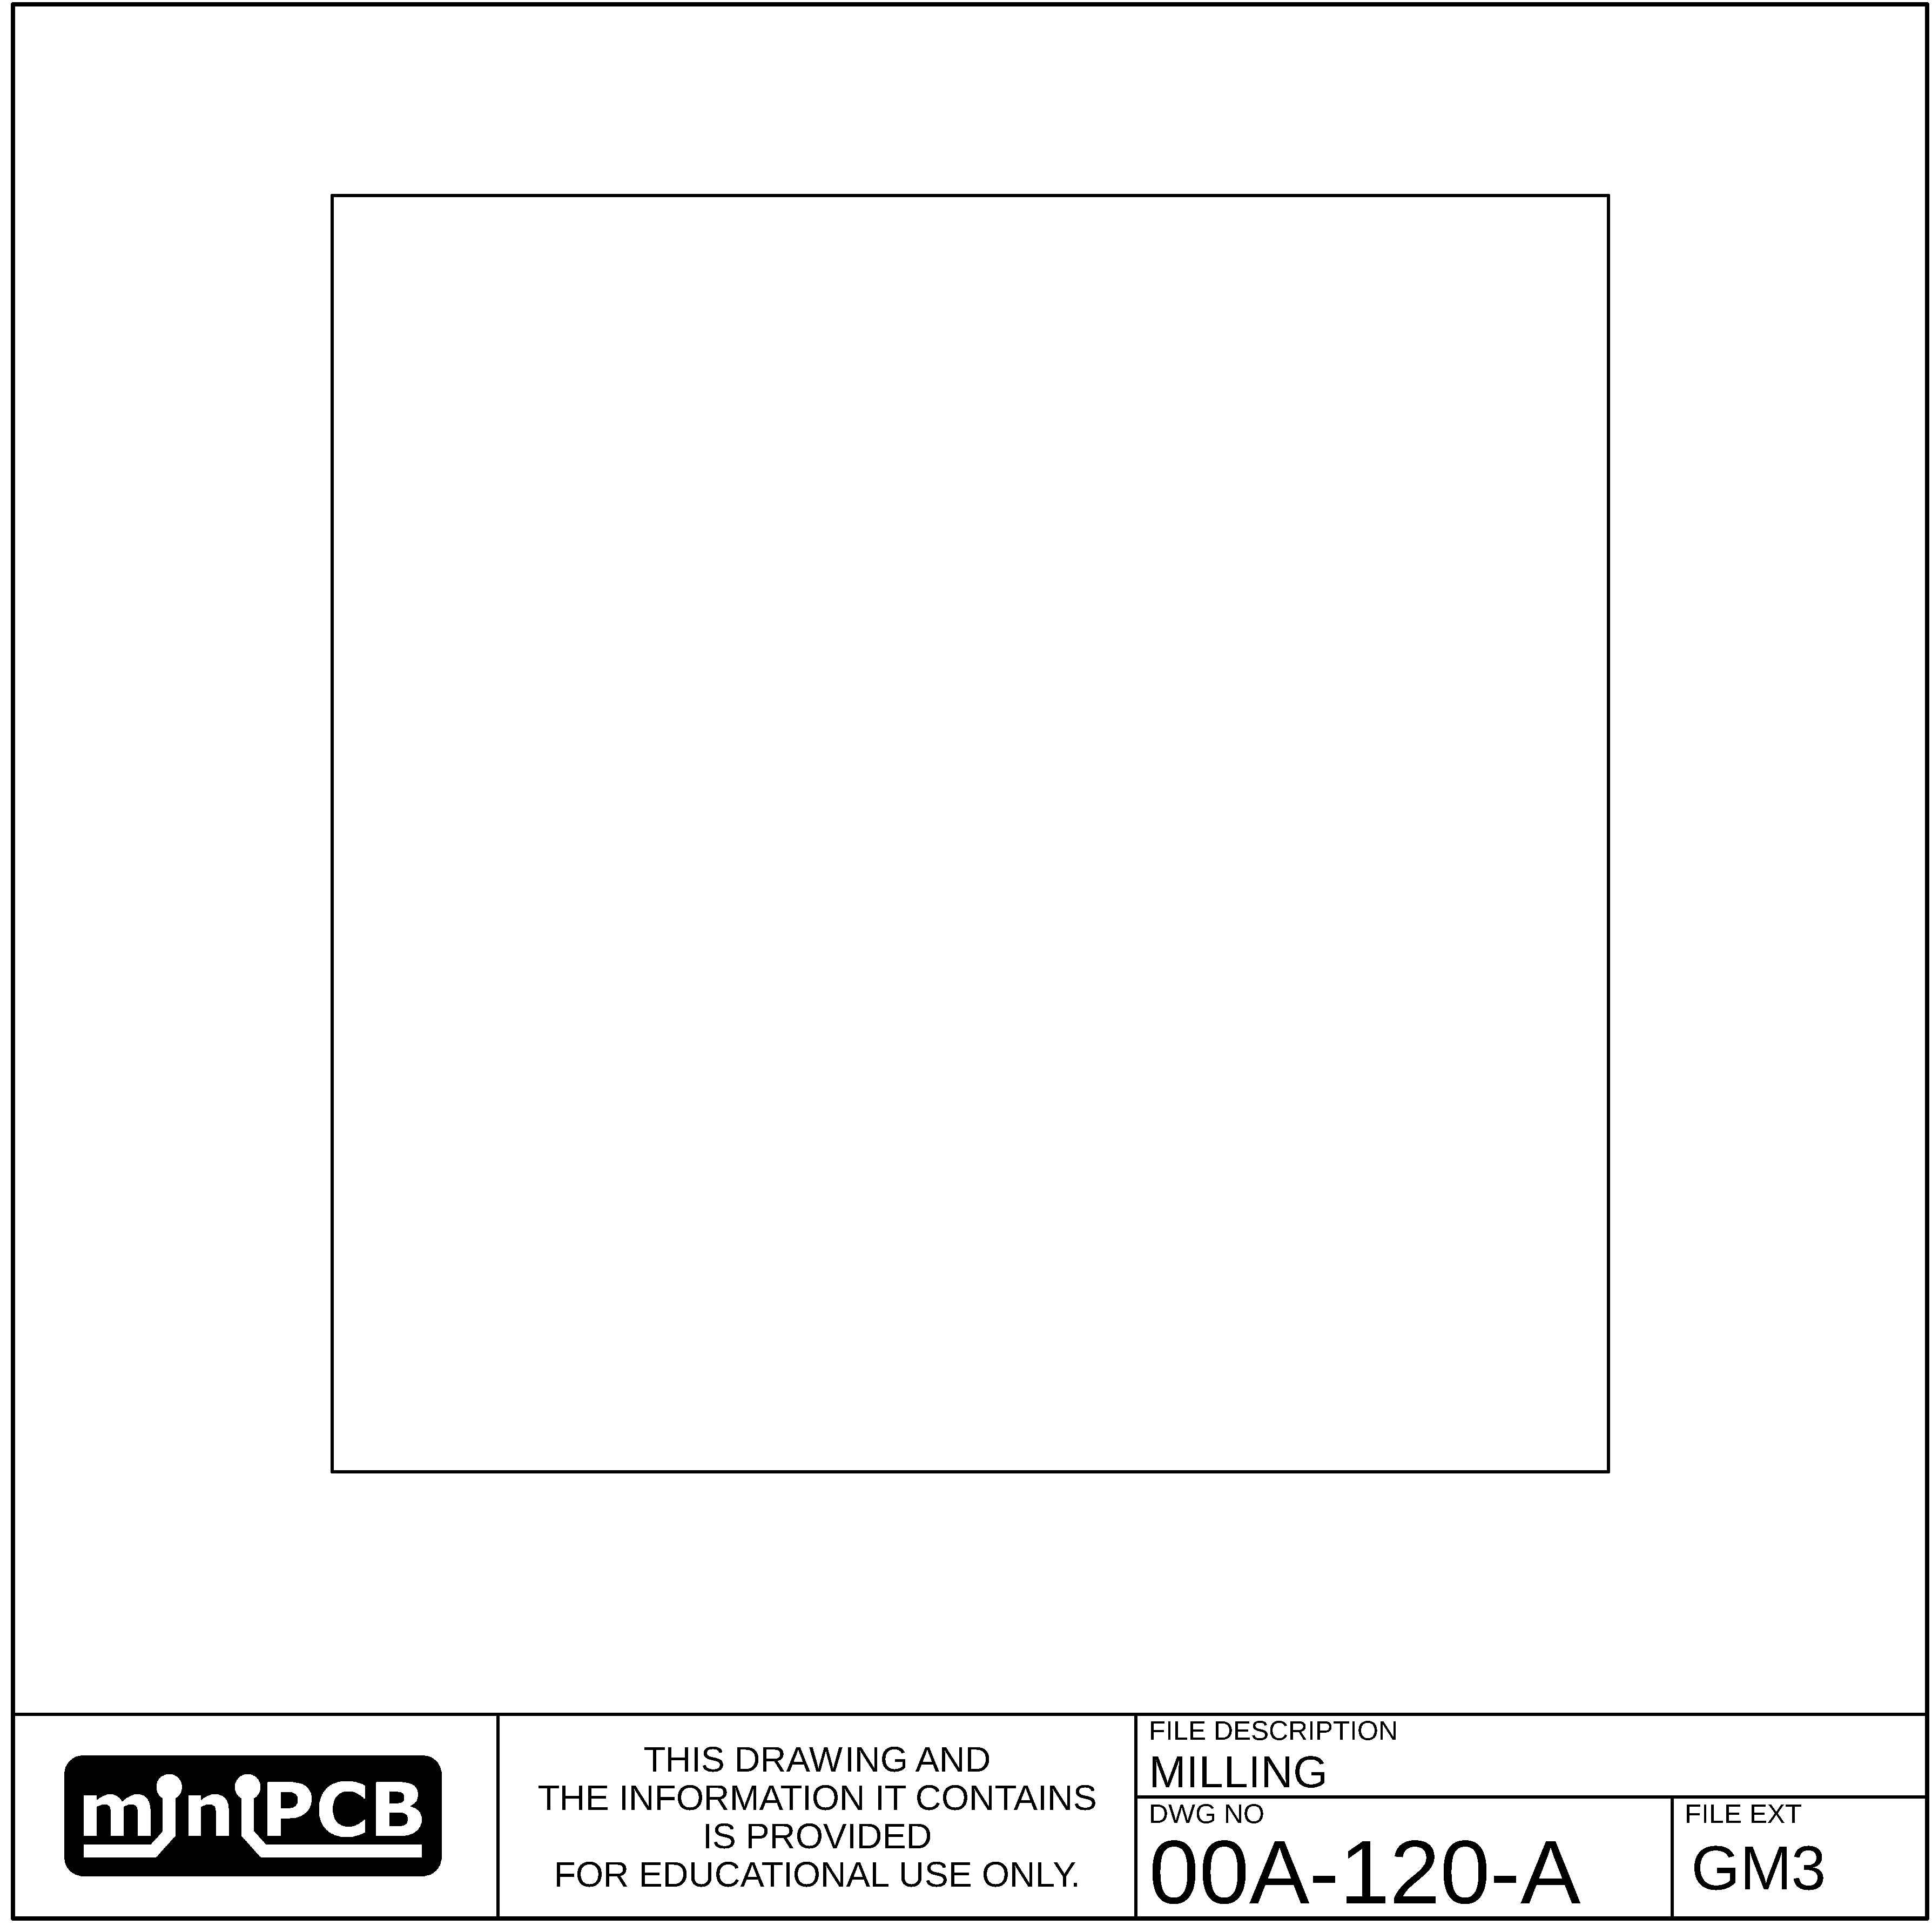 miniPCB
THIS DRAWING AND
THE INFORMATION IT CONTAINS
IS PROVIDED
FOR EDUCATIONAL USE ONLY.
FILE DESCRIPTION
MILLING
DWG NO
00A-120-A
FILE EXT
GM3